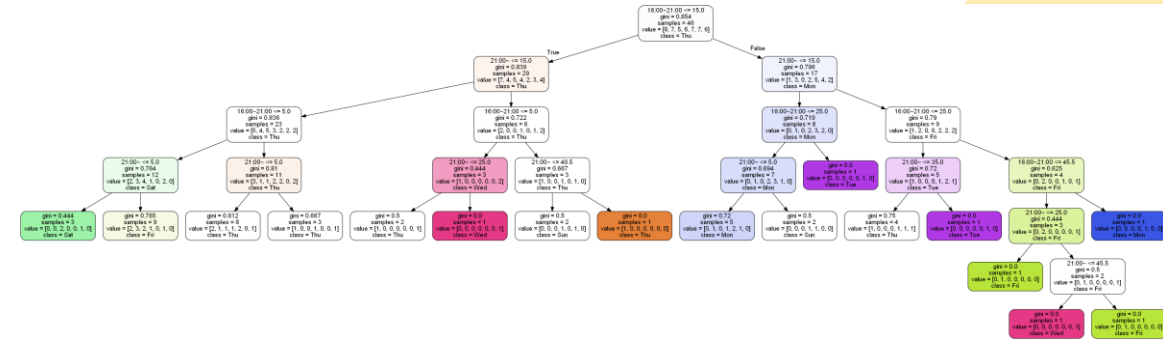 16:00~21:00 <= 15.0
gini = 0.854
samples = 46
value = [8, 7, 5, 6, 7, 7, 6]
class = Thu
True
False
21:00~ <= 15.0
gini = 0.839
samples = 29
value = [7, 4, 5, 4, 2, 3, 4]
class = Thu
21:00~ <= 15.0
gini = 0.796
samples = 17
value = [1, 3, 0, 2, 5, 4, 2]
class = Mon
16:00~21:00 <= 5.0
gini = 0.836
samples = 23
value = [5, 4, 5, 3, 2, 2, 2]
class = Thu
16:00~21:00 <= 5.0
gini = 0.722
samples = 6
value = [2, 0, 0, 1, 0, 1, 2]
class = Thu
16:00~21:00 <= 25.0
gini = 0.719
samples = 8
value = [0, 1, 0, 2, 3, 2, 0]
class = Mon
16:00~21:00 <= 25.0
gini = 0.79
samples = 9
value = [1, 2, 0, 0, 2, 2, 2]
class = Fri
21:00~ <= 5.0
gini = 0.764
samples = 12
value = [2, 3, 4, 1, 0, 2, 0]
class = Sat
21:00~ <= 5.0
gini = 0.81
samples = 11
value = [3, 1, 1, 2, 2, 0, 2]
class = Thu
21:00~ <= 25.0
gini = 0.444
samples = 3
value = [1, 0, 0, 0, 0, 0, 2]
class = Wed
21:00~ <= 40.5
gini = 0.667
samples = 3
value = [1, 0, 0, 1, 0, 1, 0]
class = Thu
21:00~ <= 5.0
gini = 0.694
samples = 7
value = [0, 1, 0, 2, 3, 1, 0]
class = Mon
gini = 0.0
samples = 1
value = [0, 0, 0, 0, 0, 1, 0]
class = Tue
21:00~ <= 35.0
gini = 0.72
samples = 5
value = [1, 0, 0, 0, 1, 2, 1]
class = Tue
16:00~21:00 <= 45.5
gini = 0.625
samples = 4
value = [0, 2, 0, 0, 1, 0, 1]
class = Fri
gini = 0.444
samples = 3
value = [0, 0, 2, 0, 0, 1, 0]
class = Sat
gini = 0.765
samples = 9
value = [2, 3, 2, 1, 0, 1, 0]
class = Fri
gini = 0.812
samples = 8
value = [2, 1, 1, 1, 2, 0, 1]
class = Thu
gini = 0.667
samples = 3
value = [1, 0, 0, 1, 0, 0, 1]
class = Thu
gini = 0.5
samples = 2
value = [1, 0, 0, 0, 0, 0, 1]
class = Thu
gini = 0.0
samples = 1
value = [0, 0, 0, 0, 0, 0, 1]
class = Wed
gini = 0.5
samples = 2
value = [0, 0, 0, 1, 0, 1, 0]
class = Sun
gini = 0.0
samples = 1
value = [1, 0, 0, 0, 0, 0, 0]
class = Thu
gini = 0.72
samples = 5
value = [0, 1, 0, 1, 2, 1, 0]
class = Mon
gini = 0.5
samples = 2
value = [0, 0, 0, 1, 1, 0, 0]
class = Sun
gini = 0.75
samples = 4
value = [1, 0, 0, 0, 1, 1, 1]
class = Thu
gini = 0.0
samples = 1
value = [0, 0, 0, 0, 0, 1, 0]
class = Tue
21:00~ <= 25.0
gini = 0.444
samples = 3
value = [0, 2, 0, 0, 0, 0, 1]
class = Fri
gini = 0.0
samples = 1
value = [0, 0, 0, 0, 1, 0, 0]
class = Mon
gini = 0.0
samples = 1
value = [0, 1, 0, 0, 0, 0, 0]
class = Fri
21:00~ <= 45.5
gini = 0.5
samples = 2
value = [0, 1, 0, 0, 0, 0, 1]
class = Fri
gini = 0.0
samples = 1
value = [0, 0, 0, 0, 0, 0, 1]
class = Wed
gini = 0.0
samples = 1
value = [0, 1, 0, 0, 0, 0, 0]
class = Fri